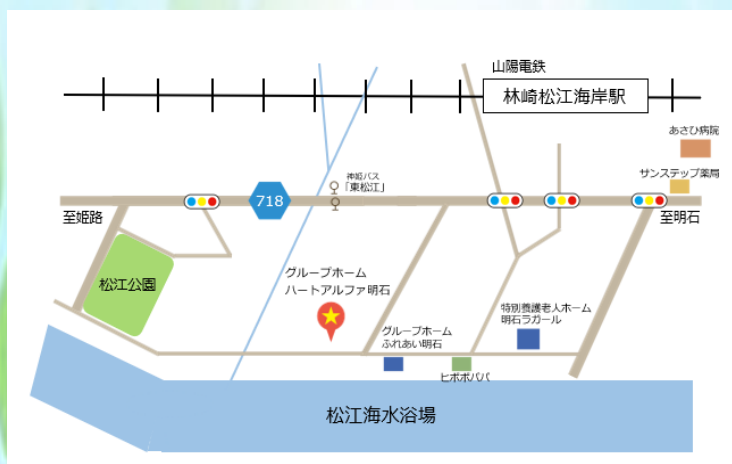 山陽電鉄
林崎松江海岸駅
あさひ病院
サンステップ薬局
神姫バス
「東松江」
718
至姫路
至明石
松江公園
グループホーム
ハートアルファ明石
特別養護老人ホーム
明石ラガール
グループホーム
ふれあい明石
ヒポポパパ
松江海水浴場